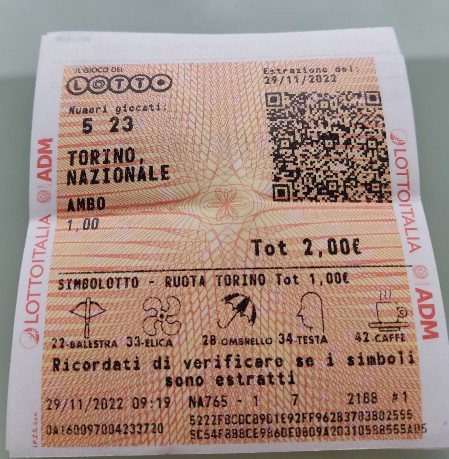 IL GIOCO DEL
LOTTO
Estrazione del:
29/11/2022
Numeri giocati:
5 23
TORINO,
NAZIONALE
AMBO
1,00
Tot 2,00€
SIMBOLOTTO - RUOTA TORINO Tot 1,00€
22-BALESTRA 33-ELICA 28 OMBRELLO 34-TESTA 42 CAFFE
Ricordati di verificare se i simboli
sono estratti
29/11/2022 09:19 NA765 - 1 7 2188 #1
LOTTOITALIA ADM
LOTTOITALIA ADM